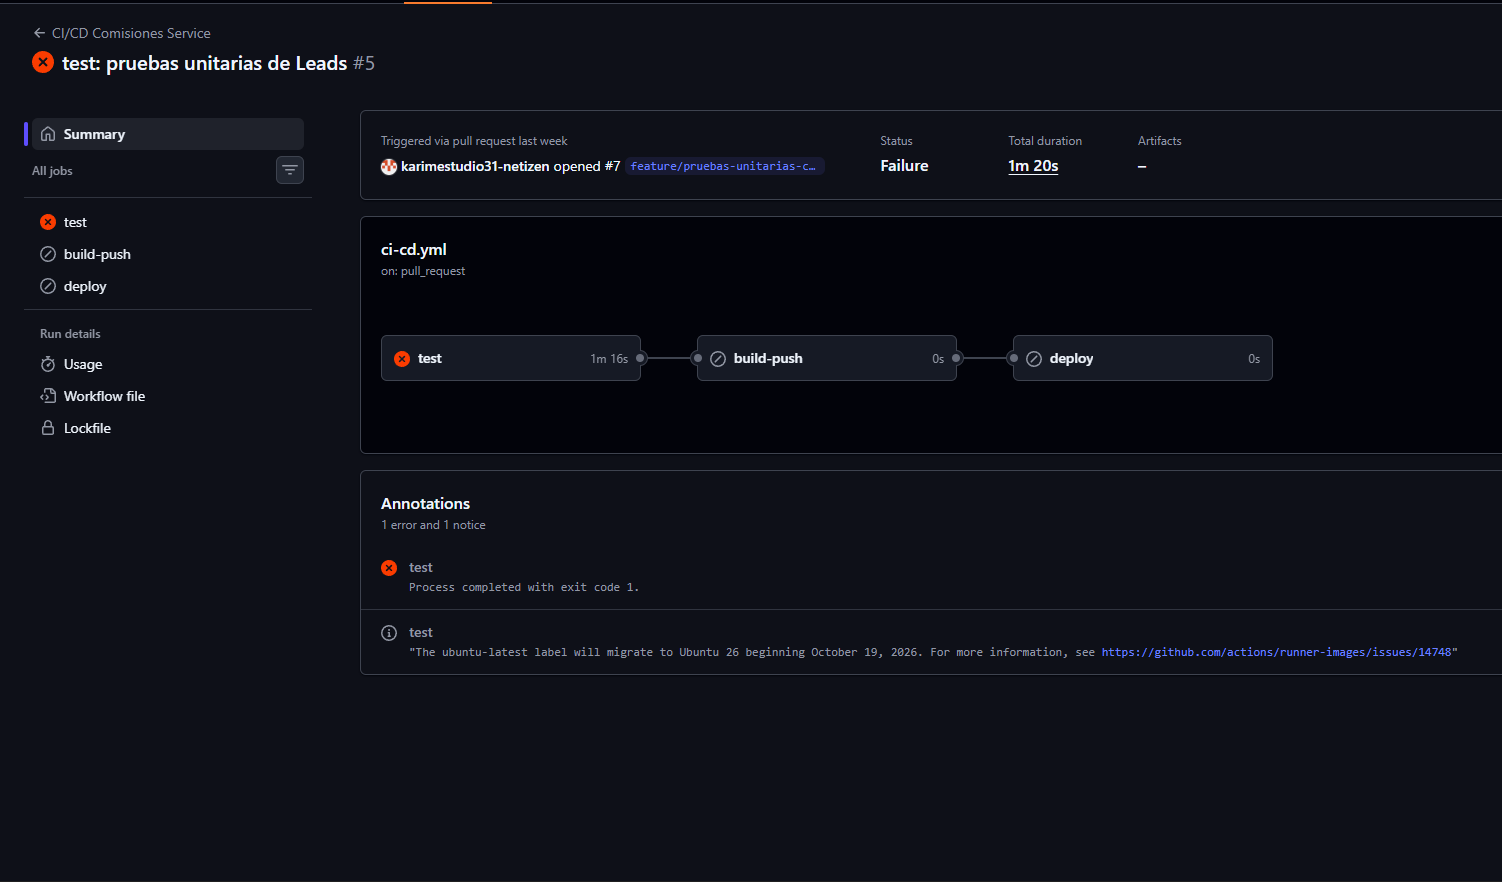 CI/CD Comisiones Service
test: pruebas unitarias de Leads #5
Summary
All jobs
test
build-push
deploy
Run details
Usage
Workflow file
Lockfile
Triggered via pull request last week
karimestudio31-netizen opened #7 feature/pruebas-unitarias-c…
Status
Failure
Total duration
1m 20s
Artifacts
–
ci-cd.yml
on: pull_request
test 1m 16s
build-push 0s
deploy 0s
Annotations
1 error and 1 notice
test
Process completed with exit code 1.
test
"The ubuntu-latest label will migrate to Ubuntu 26 beginning October 19, 2026. For more information, see https://github.com/actions/runner-images/issues/14748"